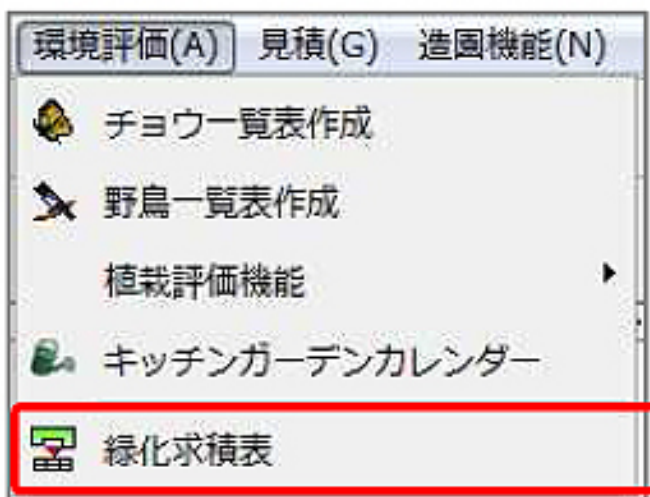 環境評価(A) 見積(G) 造園機能(N)
チョウ一覧表作成
野鳥一覧表作成
植栽評価機能
キッチンガーデンカレンダー
緑化求積表